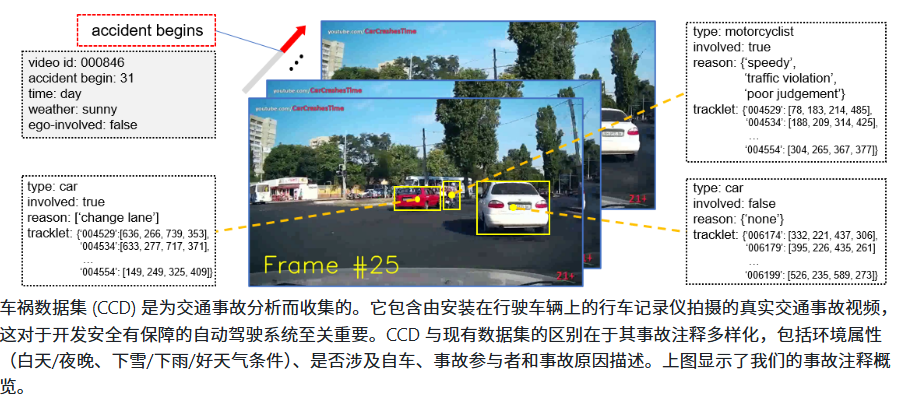 accident begins
youtube.com/CarCrashesTime
video id: 000846
accident begin: 31
time: day
weather: sunny
ego-involved: false
type: motorcyclist
involved: true
reason: {‘speedy’,
‘traffic violation’,
‘poor judgement’}
tracklet: {‘004529’: [78, 183, 214, 485],
‘004534’: [188, 209, 314, 425],
…
‘004554’: [304, 265, 367, 377]}
youtube.com/CarCrashesTime
youtube.com/CarCrashesTime
type: car
involved: true
reason: [‘change lane’]
tracklet: {‘004529’:[636, 266, 739, 353],
‘004534’:[633, 277, 717, 371],
…
‘004554’: [149, 249, 325, 409]}
type: car
involved: false
reason: {‘none’}
tracklet: {‘006174’: [332, 221, 437, 306],
‘006179’: [395, 226, 435, 261]
…
‘006199’: [526, 235, 589, 273]}
21+
21+
21+
Frame #25
车祸数据集 (CCD) 是为交通事故分析而收集的。它包含由安装在行驶车辆上的行车记录仪拍摄的真实交通事故视频，
这对于开发安全有保障的自动驾驶系统至关重要。CCD 与现有数据集的区别在于其事故注释多样化，包括环境属性
（白天/夜晚、下雪/下雨/好天气条件）、是否涉及自车、事故参与者和事故原因描述。上图显示了我们的事故注释概
览。